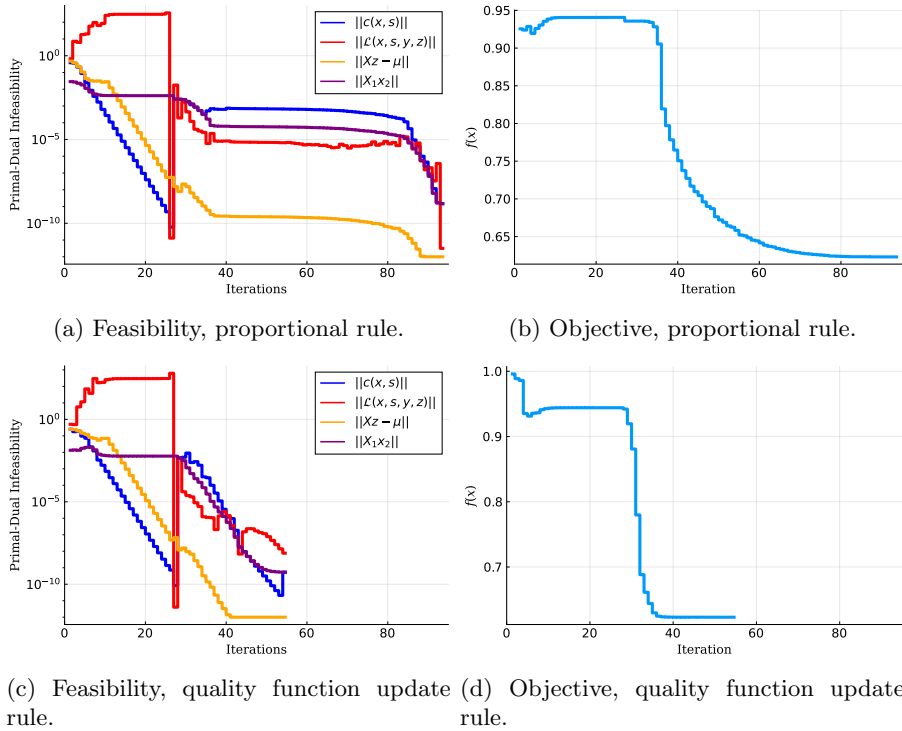 ||c(x, s)||
||ℒ(x, s, y, z)||
||Xz − μ||
||X₁x₂||
Primal-Dual Infeasibility
10⁰
10⁻⁵
10⁻¹⁰
0 20 40 60 80
Iterations
(a) Feasibility, proportional rule.
f(x)
0.95
0.90
0.85
0.80
0.75
0.70
0.65
0 20 40 60 80
Iteration
(b) Objective, proportional rule.
||c(x, s)||
||ℒ(x, s, y, z)||
||Xz − μ||
||X₁x₂||
Primal-Dual Infeasibility
10⁰
10⁻⁵
10⁻¹⁰
0 20 40 60 80
Iterations
(c) Feasibility, quality function update
rule.
f(x)
1.0
0.9
0.8
0.7
0 20 40 60 80
Iteration
(d) Objective, quality function update
rule.